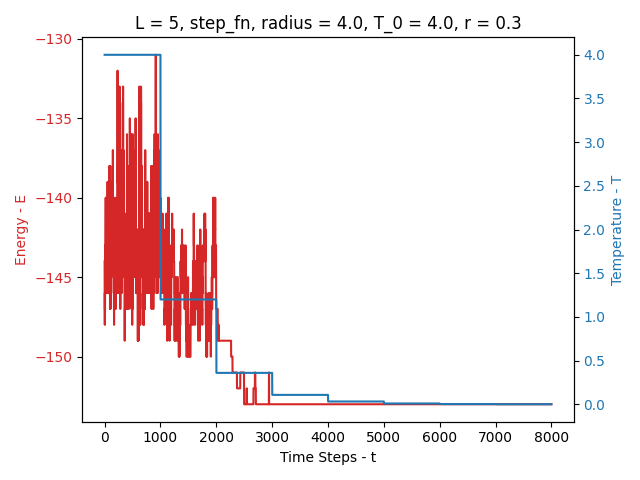 L = 5, step_fn, radius = 4.0, T_0 = 4.0, r = 0.3
Energy - E
−130
−135
−140
−145
−150
4.0
3.5
3.0
2.5
2.0
1.5
1.0
0.5
0.0
Temperature - T
0 1000 2000 3000 4000 5000 6000 7000 8000
Time Steps - t